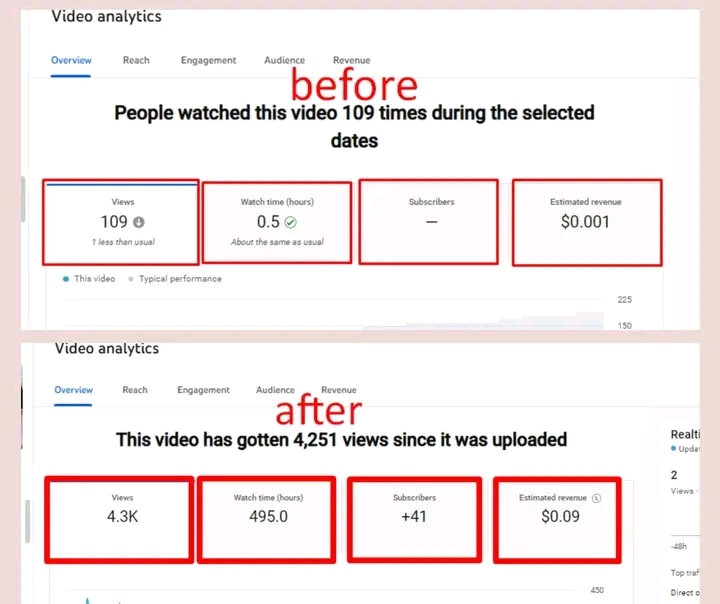 Video analytics
Overview Reach Engagement Audience Revenue
before
People watched this video 109 times during the selected
dates
Views Watch time (hours) Subscribers Estimated revenue
109 0.5 — $0.001
1 less than usual About the same as usual
This video Typical performance
225
150
Video analytics
Overview Reach Engagement Audience Revenue
after
This video has gotten 4,251 views since it was uploaded
Realti
Upda
Views Watch time (hours) Subscribers Estimated revenue
4.3K 495.0 +41 $0.09
2
Views ·
-48h
Top traf
Direct o
450